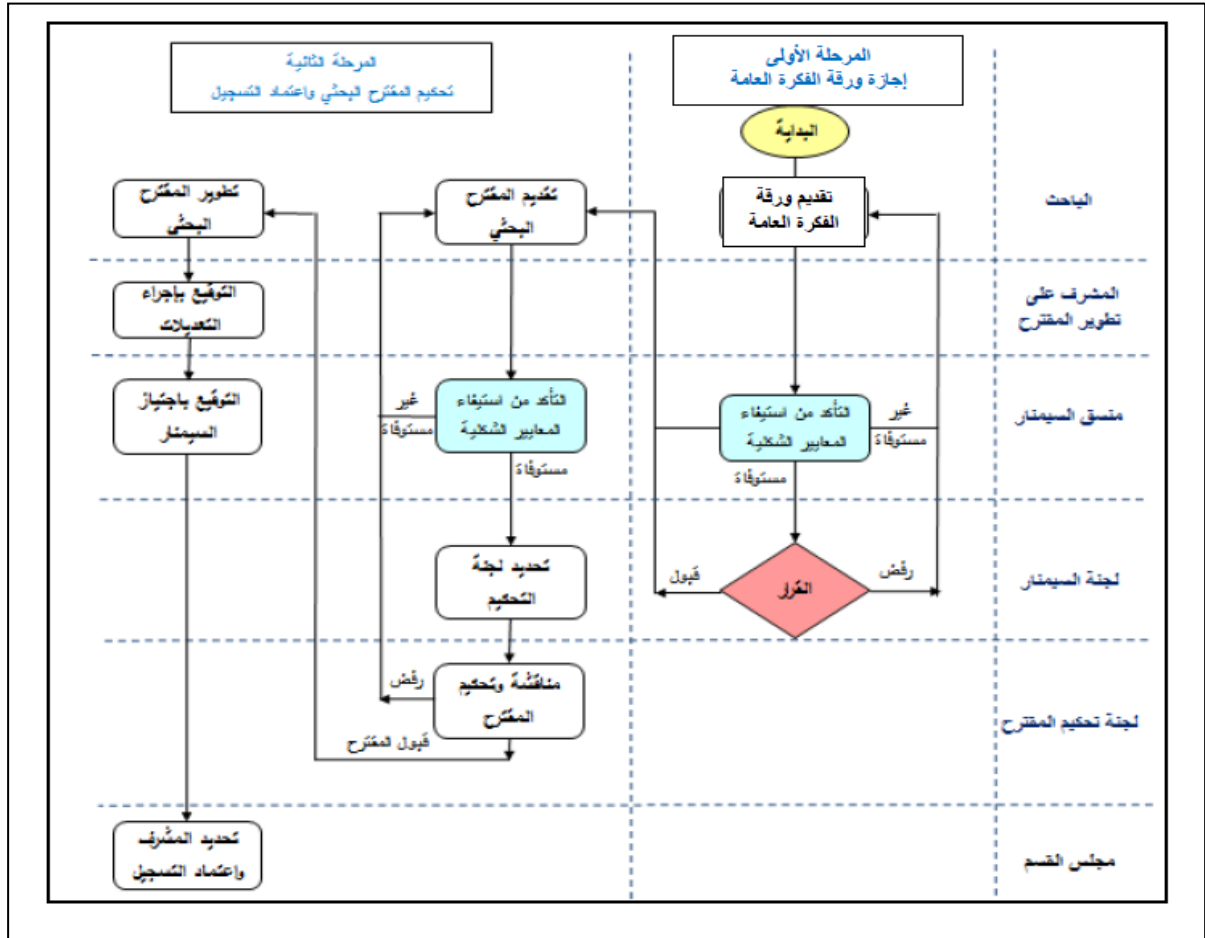 المرحلة الأولى
إجازة ورقة الفكرة العامة
المرحلة الثانية
تحكيم المقترح البحثي واعتماد التسجيل
البداية
الباحث
تقديم ورقة
الفكرة العامة
تقديم المقترح
البحثي
تطوير المقترح
البحثي
المشرف على
تطوير المقترح
التوقيع بإجراء
التعديلات
منسق السيمنار
غير
مستوفاة
التأكد من استيفاء
المعايير الشكلية
مستوفاة
التأكد من استيفاء
المعايير الشكلية
غير
مستوفاة
مستوفاة
التوقيع باجتياز
السيمنار
لجنة السيمنار
رفض
القرار
قبول
تحديد لجنة
التحكيم
لجنة تحكيم المقترح
مناقشة وتحكيم
المقترح
رفض
قبول المقترح
مجلس القسم
تحديد المشرف
واعتماد التسجيل